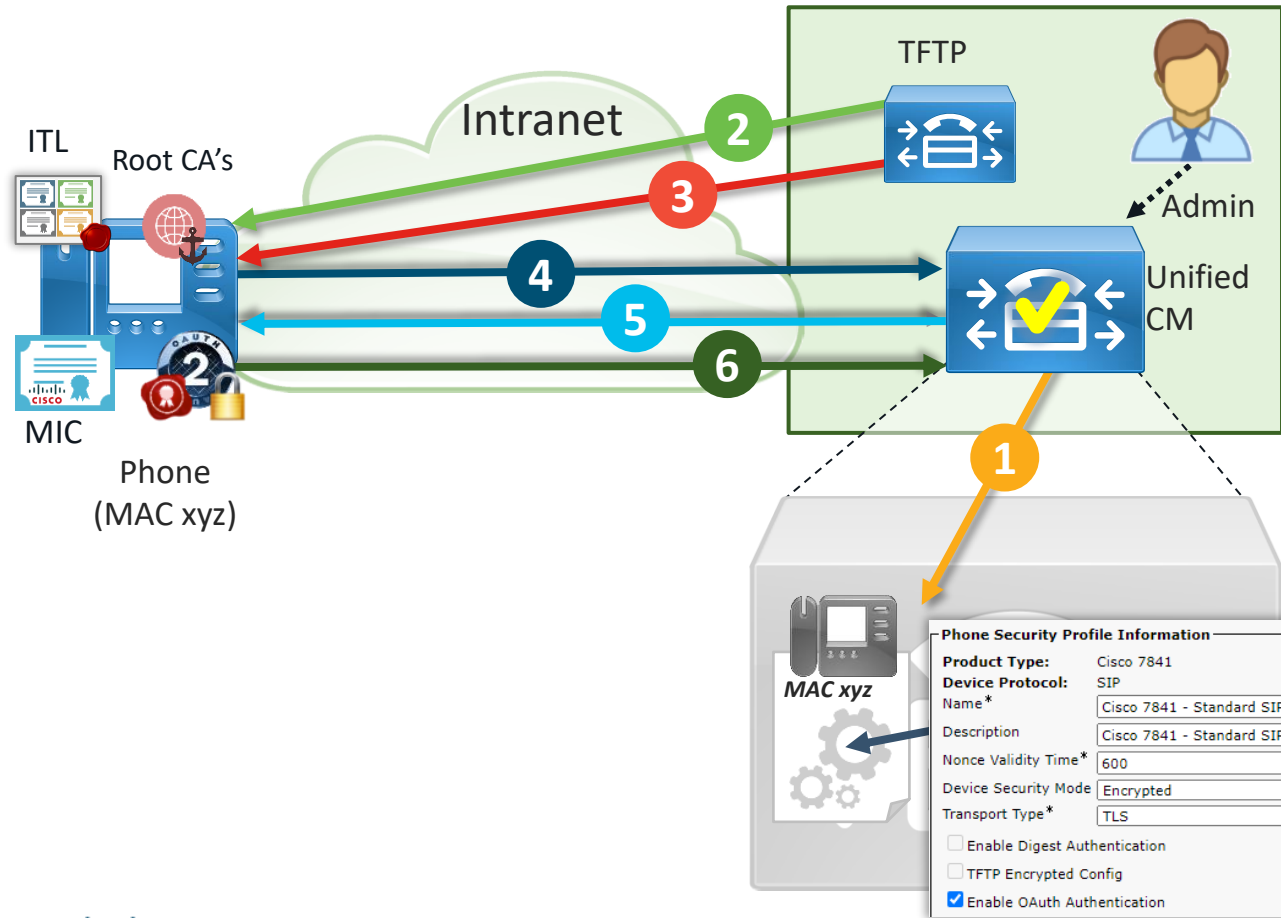 TFTP
Intranet
ITL
Root CA's
2
3
Admin
4
Unified
CM
5
6
OAUTH
2
CISCO
MIC
Phone
(MAC xyz)
1
Phone Security Profile Information
Product Type: Cisco 7841
Device Protocol: SIP
Name* Cisco 7841 - Standard SIP
Description Cisco 7841 - Standard SIP
Nonce Validity Time* 600
Device Security Mode Encrypted
Transport Type* TLS
Enable Digest Authentication
TFTP Encrypted Config
Enable OAuth Authentication
MAC xyz